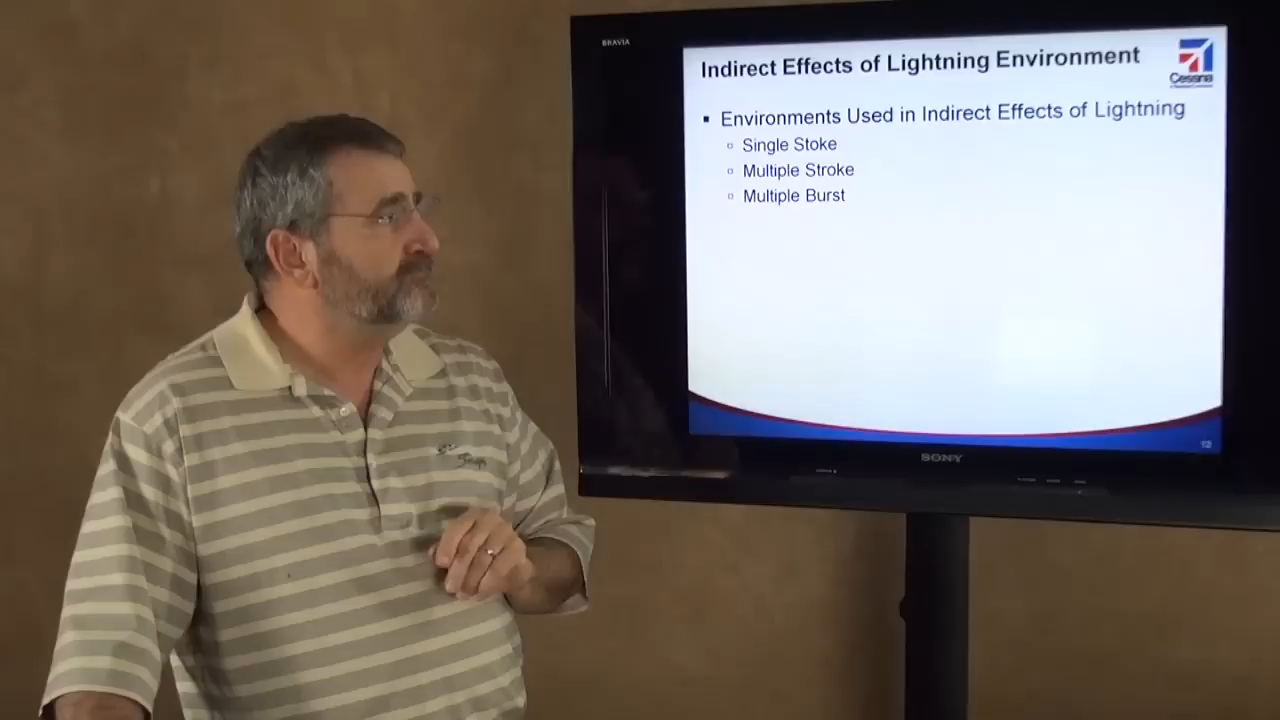 BRAVIA
Indirect Effects of Lightning Environment
Cessna
▪ Environments Used in Indirect Effects of Lightning
o Single Stoke
o Multiple Stroke
o Multiple Burst
12
SONY